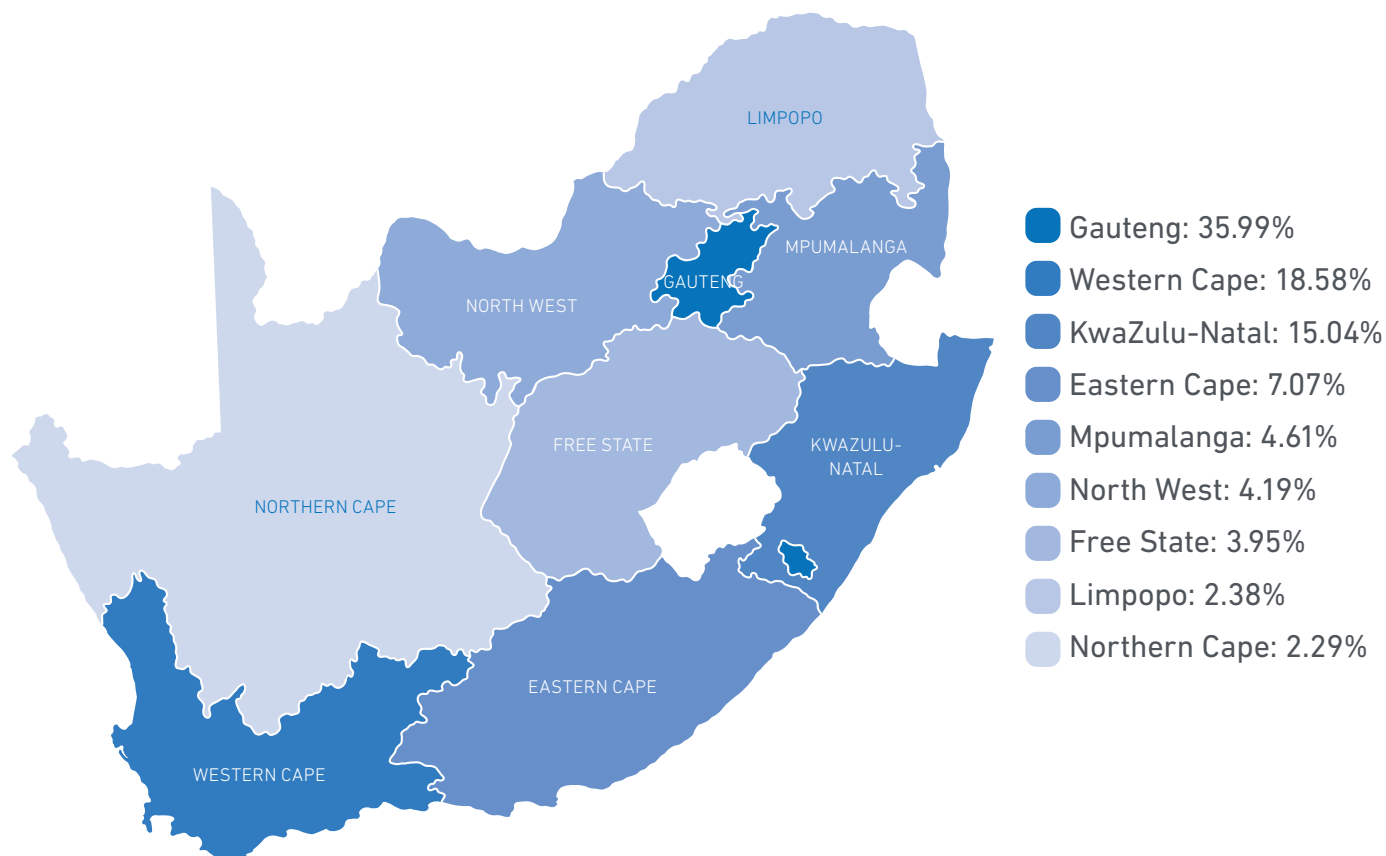 LIMPOPO
MPUMALANGA
GAUTENG
NORTH WEST
FREE STATE
KWAZULU-
NATAL
NORTHERN CAPE
EASTERN CAPE
WESTERN CAPE
Gauteng: 35.99%
Western Cape: 18.58%
KwaZulu-Natal: 15.04%
Eastern Cape: 7.07%
Mpumalanga: 4.61%
North West: 4.19%
Free State: 3.95%
Limpopo: 2.38%
Northern Cape: 2.29%